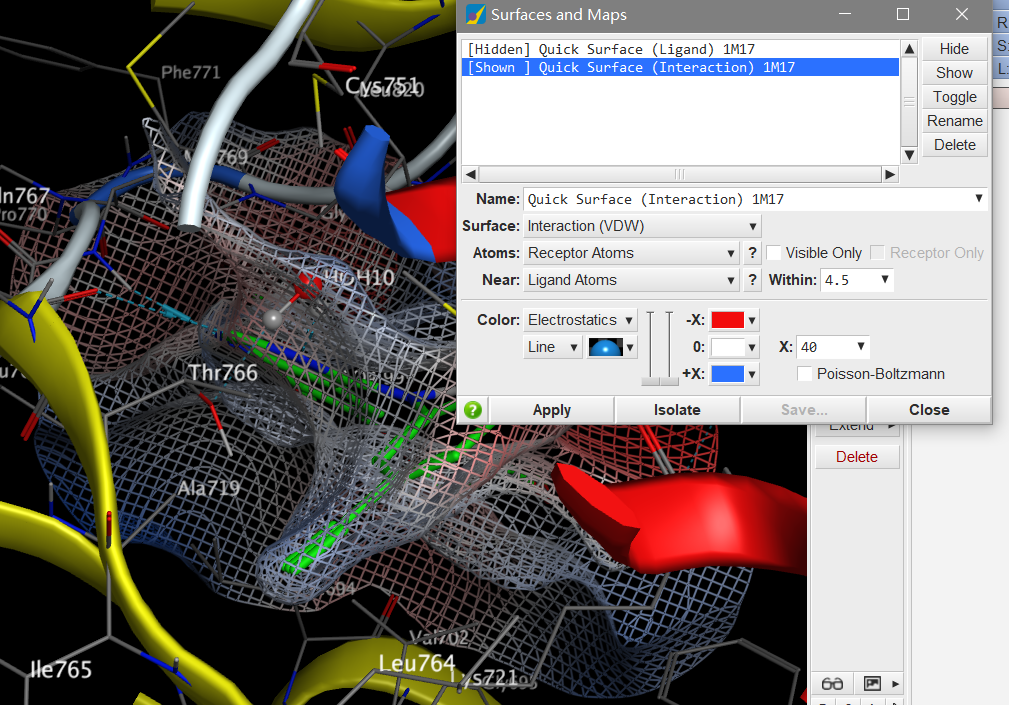 Surfaces and Maps
[Hidden] Quick Surface (Ligand) 1M17
[Shown ] Quick Surface (Interaction) 1M17
Hide
Show
Toggle
Rename
Delete
Name: Quick Surface (Interaction) 1M17
Surface: Interaction (VDW)
Atoms: Receptor Atoms ? Visible Only Receptor Only
Near: Ligand Atoms ? Within: 4.5
Color: Electrostatics -X:
Line 0: X: 40
+X: Poisson-Boltzmann
? Apply Isolate Save... Close
Extend
Delete
Phe771
Cys751
Leu820
ln767
Pro770
HOH10
Thr766
Ala719
Val702
Leu764
Ile765
ys721